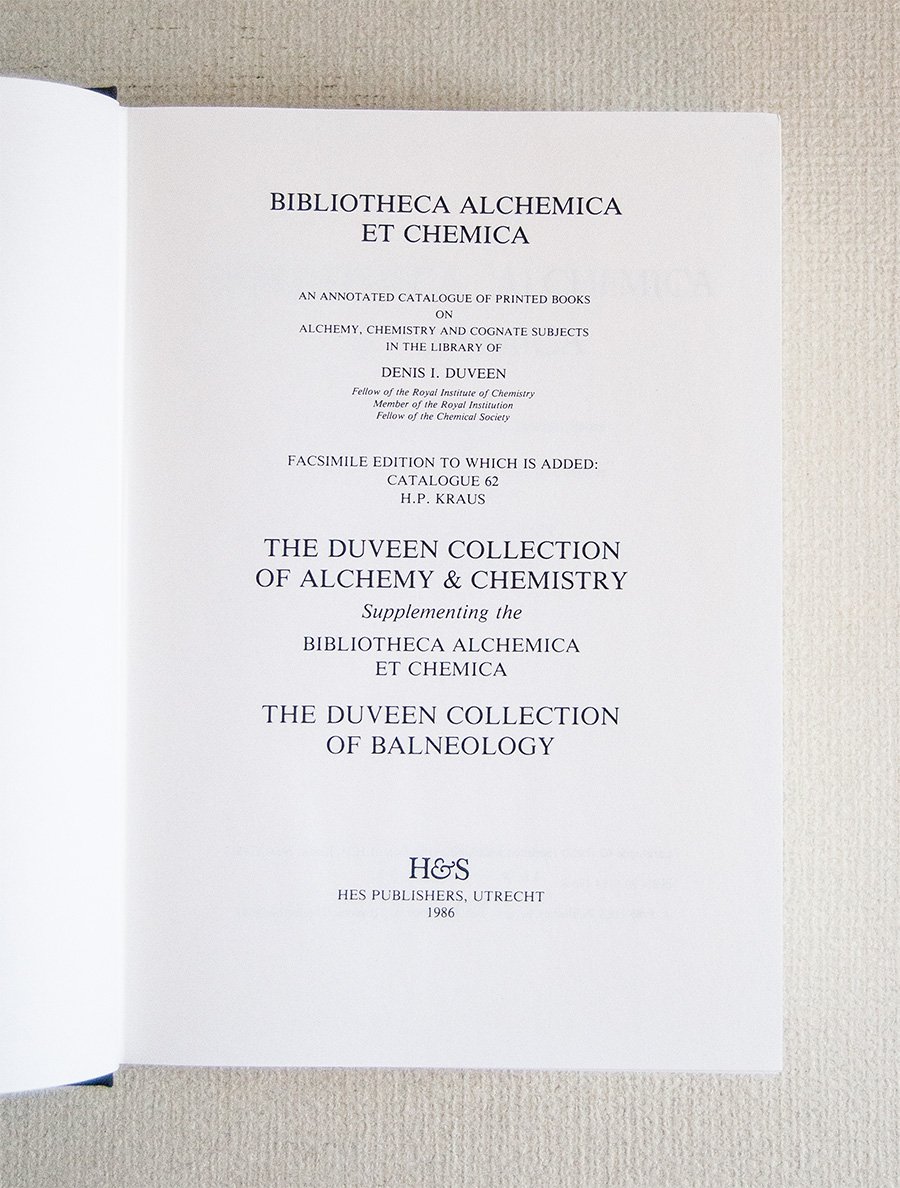 BIBLIOTHECA ALCHEMICA
ET CHEMICA
AN ANNOTATED CATALOGUE OF PRINTED BOOKS
ON
ALCHEMY, CHEMISTRY AND COGNATE SUBJECTS
IN THE LIBRARY OF
DENIS I. DUVEEN
Fellow of the Royal Institute of Chemistry
Member of the Royal Institution
Fellow of the Chemical Society
FACSIMILE EDITION TO WHICH IS ADDED:
CATALOGUE 62
H.P. KRAUS
THE DUVEEN COLLECTION
OF ALCHEMY & CHEMISTRY
Supplementing the
BIBLIOTHECA ALCHEMICA
ET CHEMICA
THE DUVEEN COLLECTION
OF BALNEOLOGY
H&S
HES PUBLISHERS, UTRECHT
1986